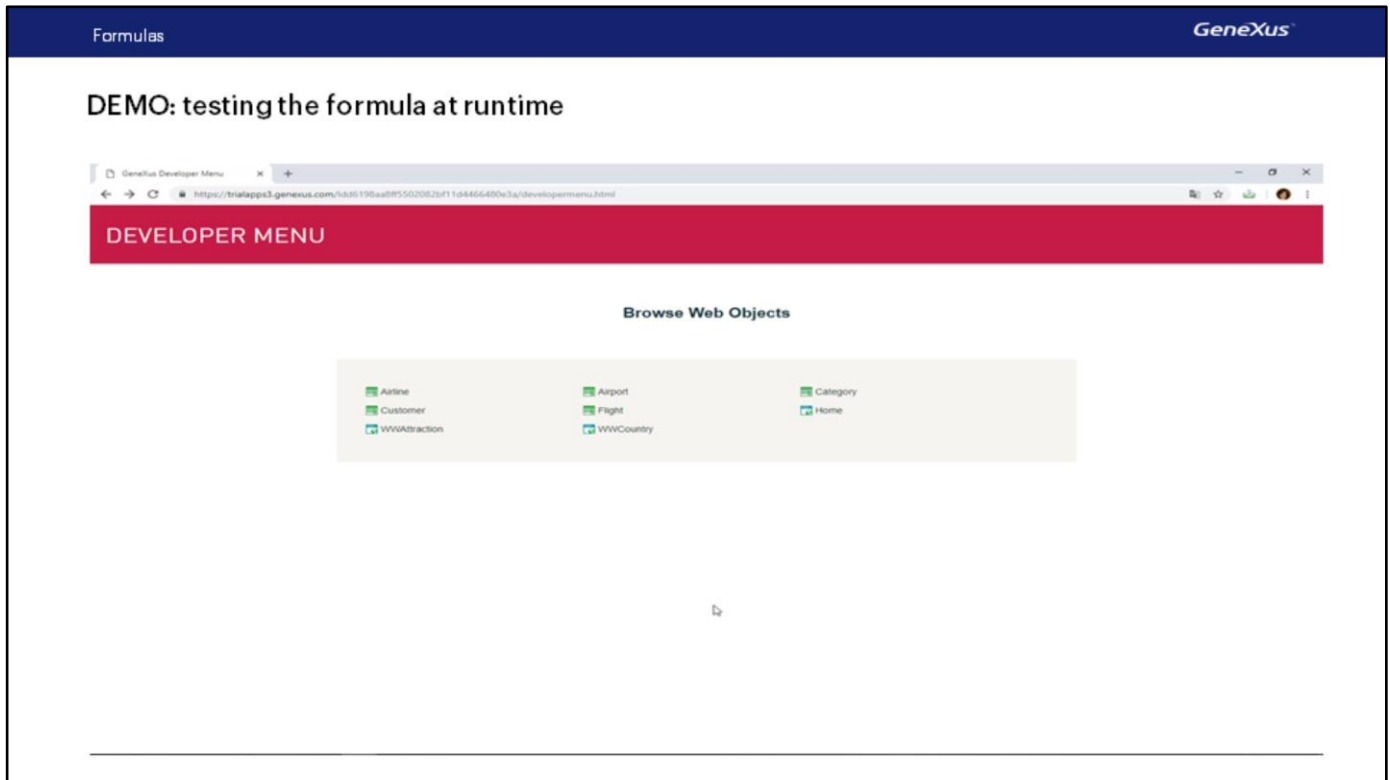 Formulas
GeneXus
DEMO: testing the formula at runtime
GeneXus Developer Menu
DEVELOPER MENU
Browse Web Objects
Airline Airport Category
Customer Flight Home
WWAttraction WWCountry